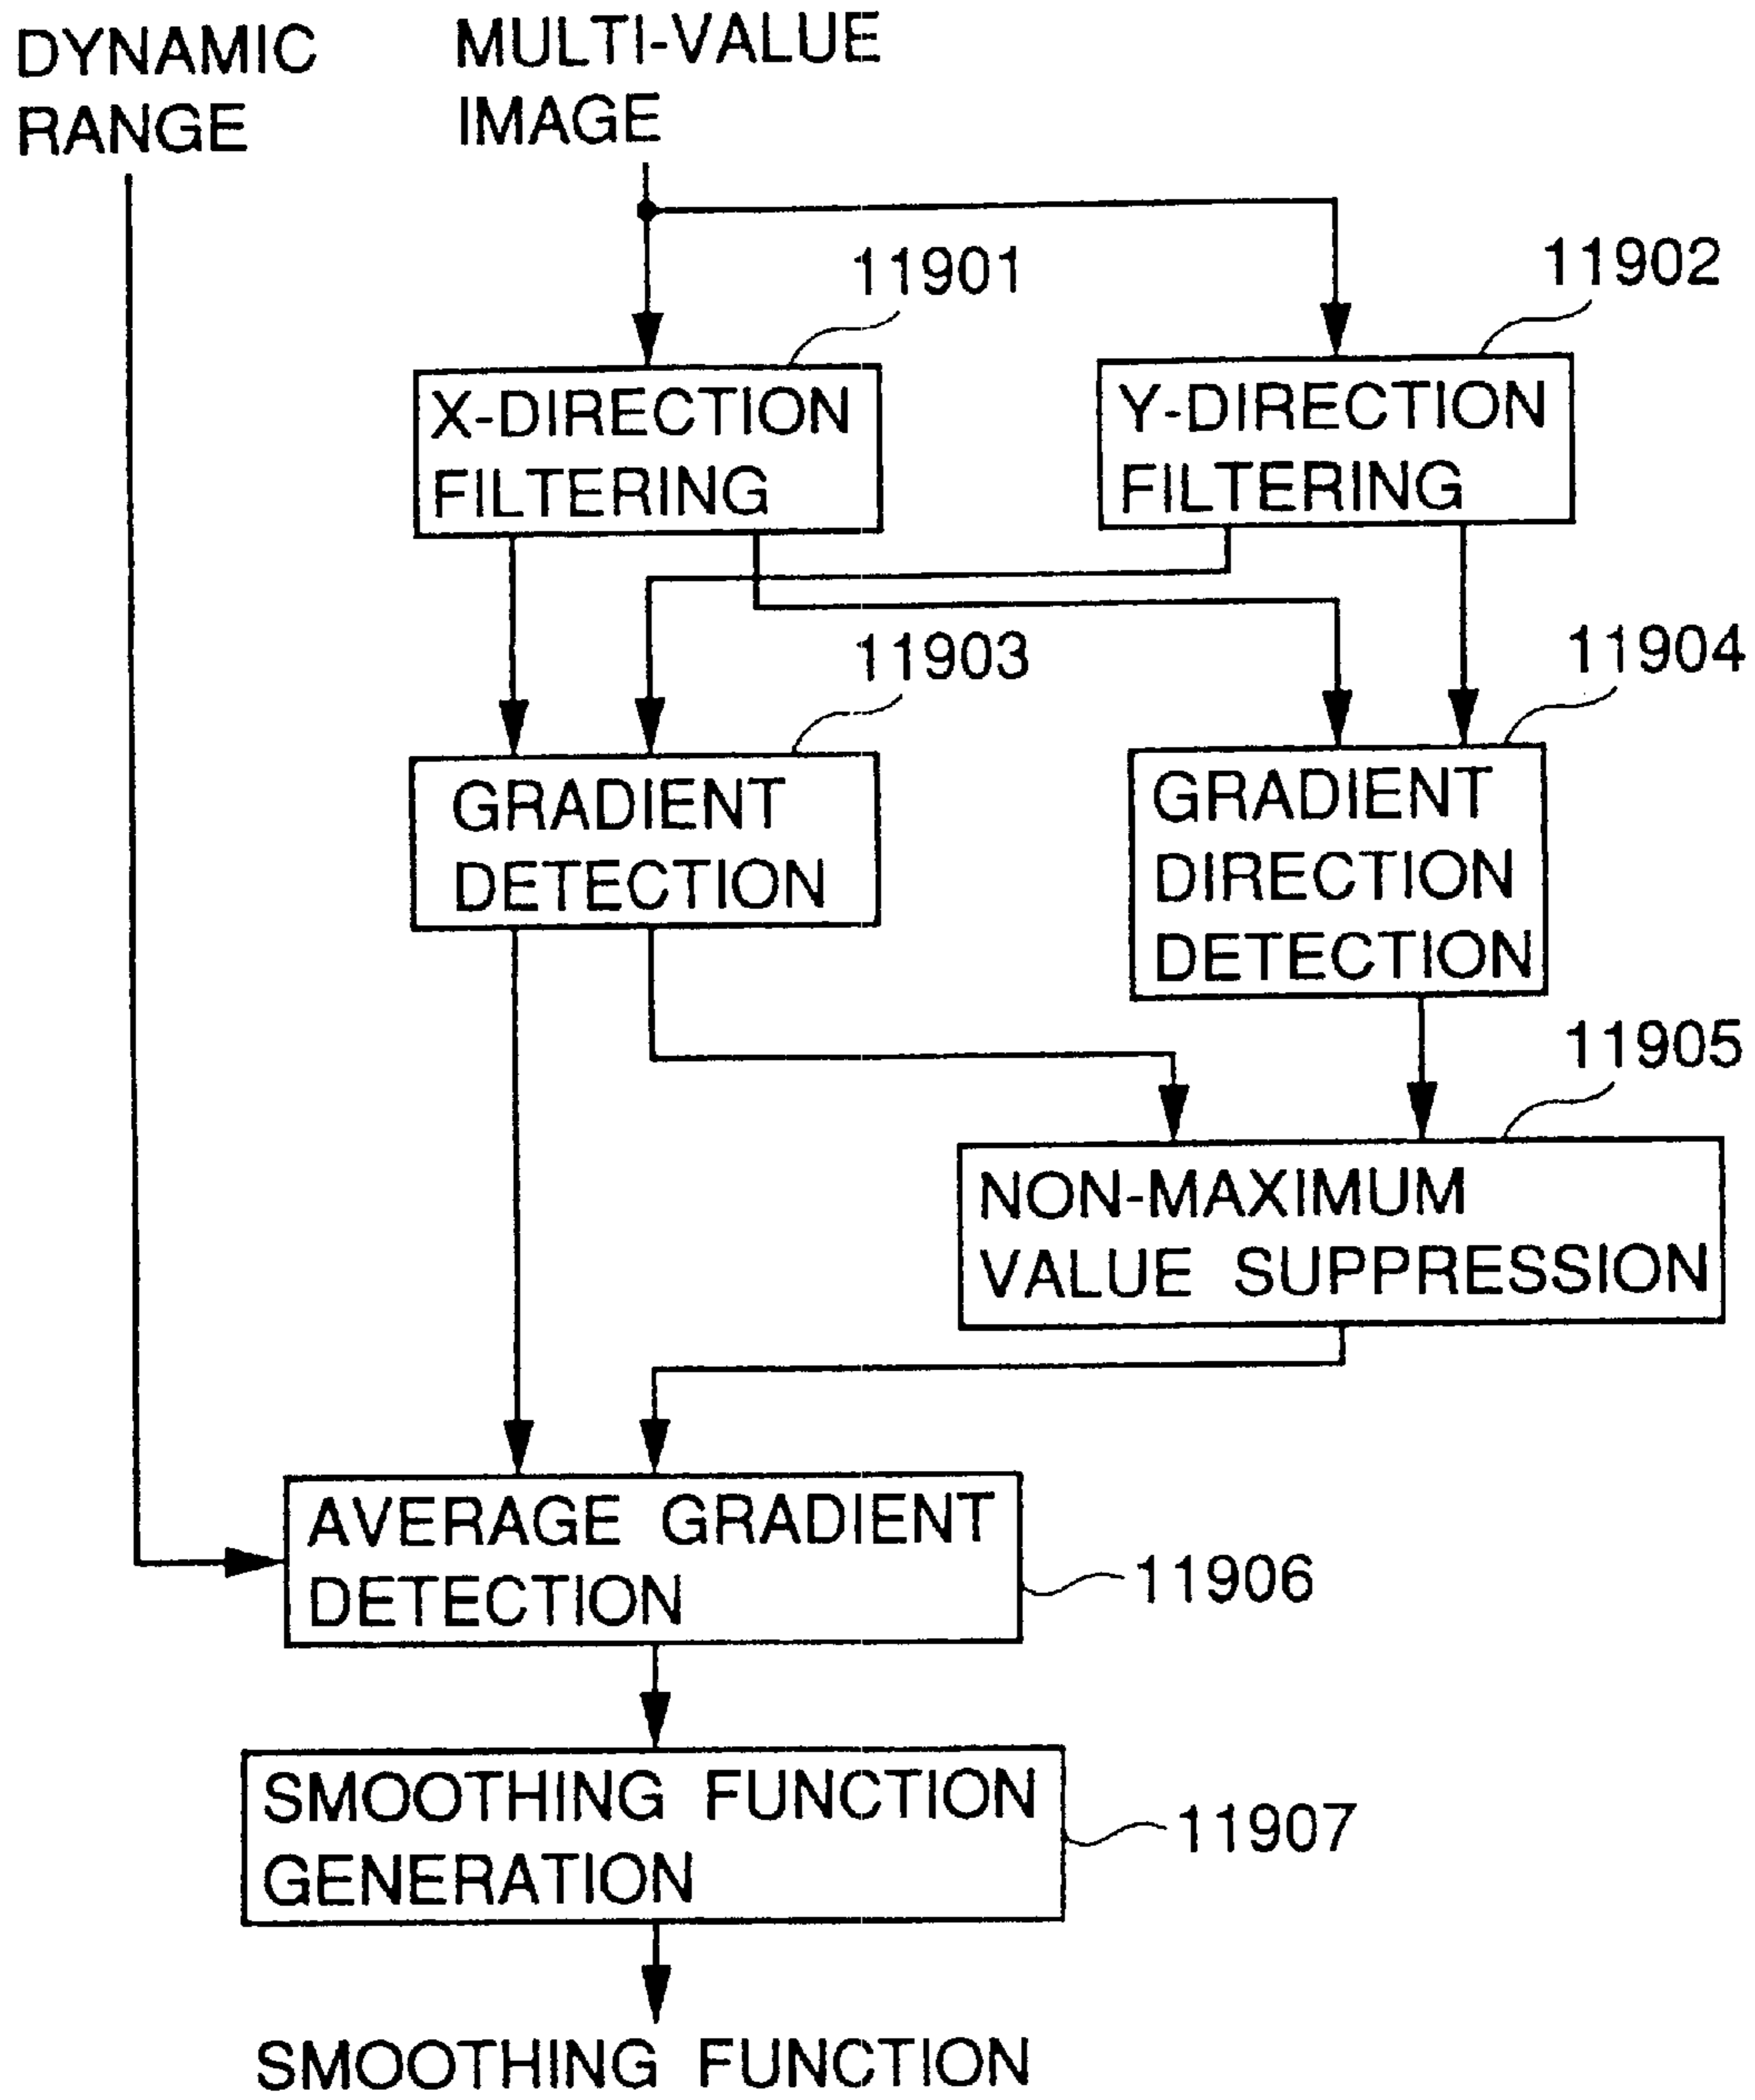 DYNAMIC
RANGE
MULTI-VALUE
IMAGE
11901
11902
X-DIRECTION
FILTERING
Y-DIRECTION
FILTERING
11903
11904
GRADIENT
DETECTION
GRADIENT
DIRECTION
DETECTION
11905
NON-MAXIMUM
VALUE SUPPRESSION
AVERAGE GRADIENT
DETECTION
11906
SMOOTHING FUNCTION
GENERATION
11907
SMOOTHING FUNCTION